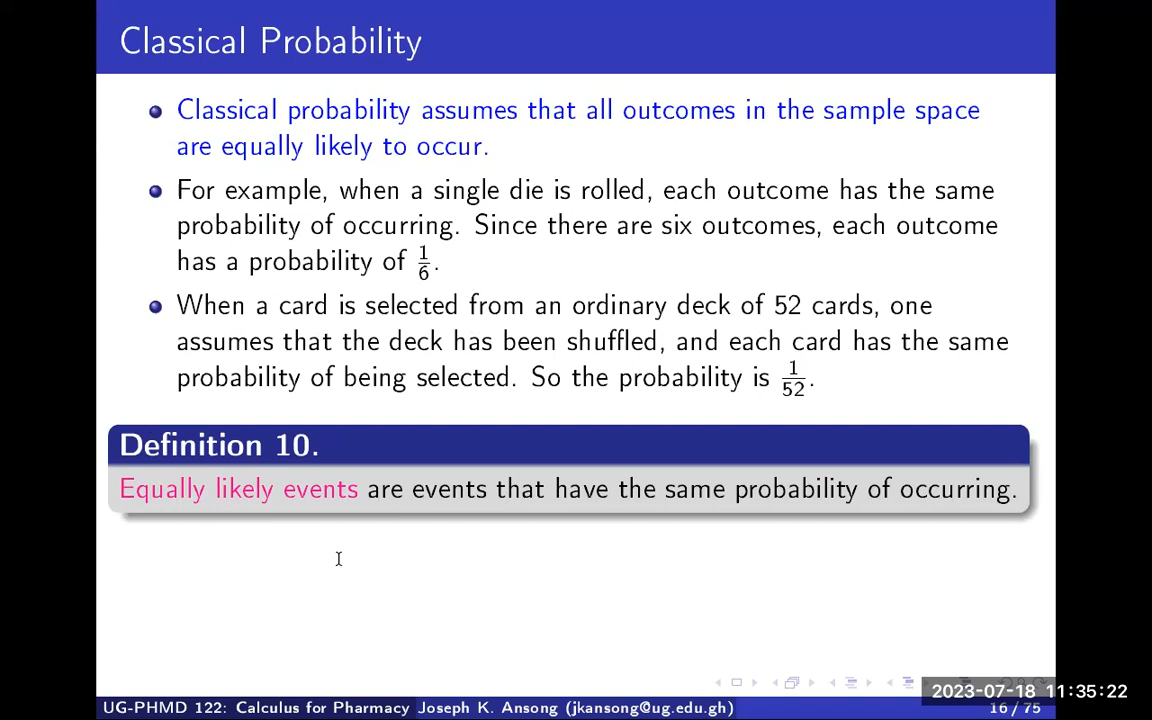 Classical Probability
Classical probability assumes that all outcomes in the sample space
are equally likely to occur.
For example, when a single die is rolled, each outcome has the same
probability of occurring. Since there are six outcomes, each outcome
has a probability of 1/6.
When a card is selected from an ordinary deck of 52 cards, one
assumes that the deck has been shuffled, and each card has the same
probability of being selected. So the probability is 1/52.
Definition 10.
Equally likely events are events that have the same probability of occurring.
2023-07-18 11:35:22
UG-PHMD 122: Calculus for Pharmacy Joseph K. Ansong (jkansong@ug.edu.gh) 16 / 75